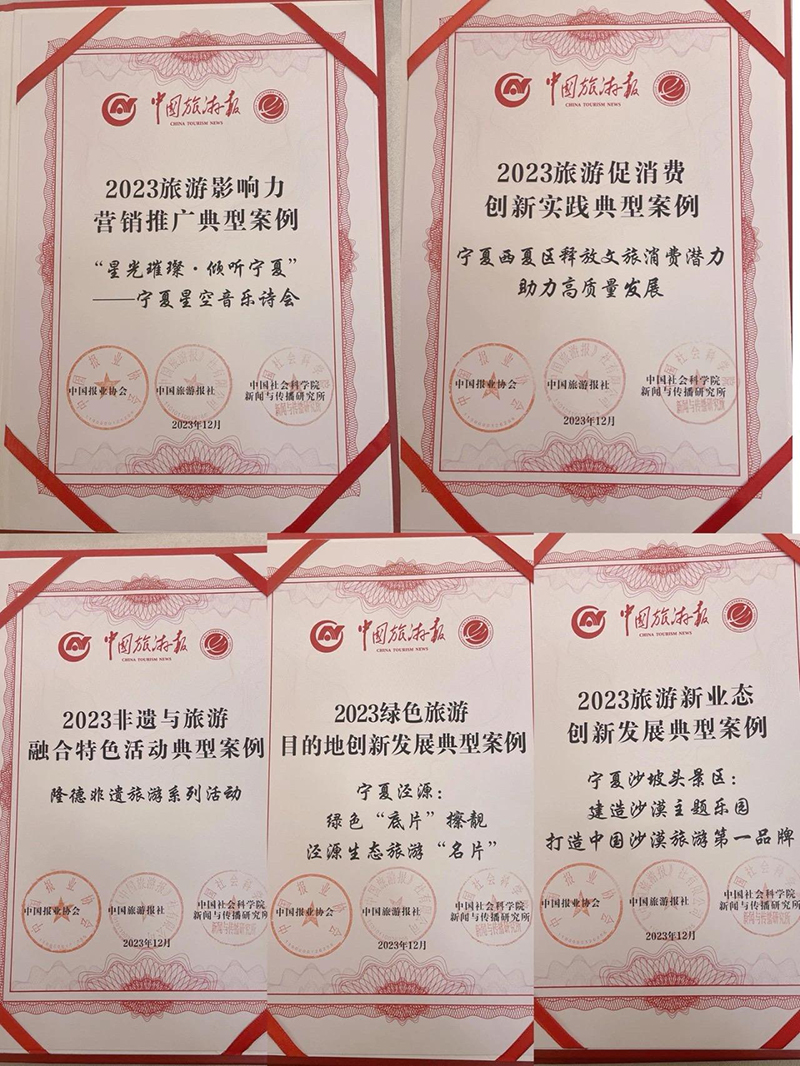 中国旅游报
CHINA TOURISM NEWS
2023旅游影响力
营销推广典型案例
“星光璀璨·倾听宁夏”
——宁夏星空音乐诗会
中国报业协会
中国旅游报社
中国社会科学院
新闻与传播研究所
2023年12月
中国旅游报
CHINA TOURISM NEWS
2023旅游促消费
创新实践典型案例
宁夏西夏区释放文旅消费潜力
助力高质量发展
中国报业协会
中国旅游报社
中国社会科学院
新闻与传播研究所
2023年12月
中国旅游报
CHINA TOURISM NEWS
2023非遗与旅游
融合特色活动典型案例
隆德非遗旅游系列活动
中国报业协会
中国旅游报社
中国社会科学院
新闻与传播研究所
2023年12月
中国旅游报
CHINA TOURISM NEWS
2023绿色旅游
目的地创新发展典型案例
宁夏泾源：
绿色“底片”擦靓
泾源生态旅游“名片”
中国报业协会
中国旅游报社
中国社会科学院
新闻与传播研究所
2023年12月
中国旅游报
CHINA TOURISM NEWS
2023旅游新业态
创新发展典型案例
宁夏沙坡头景区：
建造沙漠主题乐园
打造中国沙漠旅游第一品牌
中国报业协会
中国旅游报社
中国社会科学院
新闻与传播研究所
2023年12月